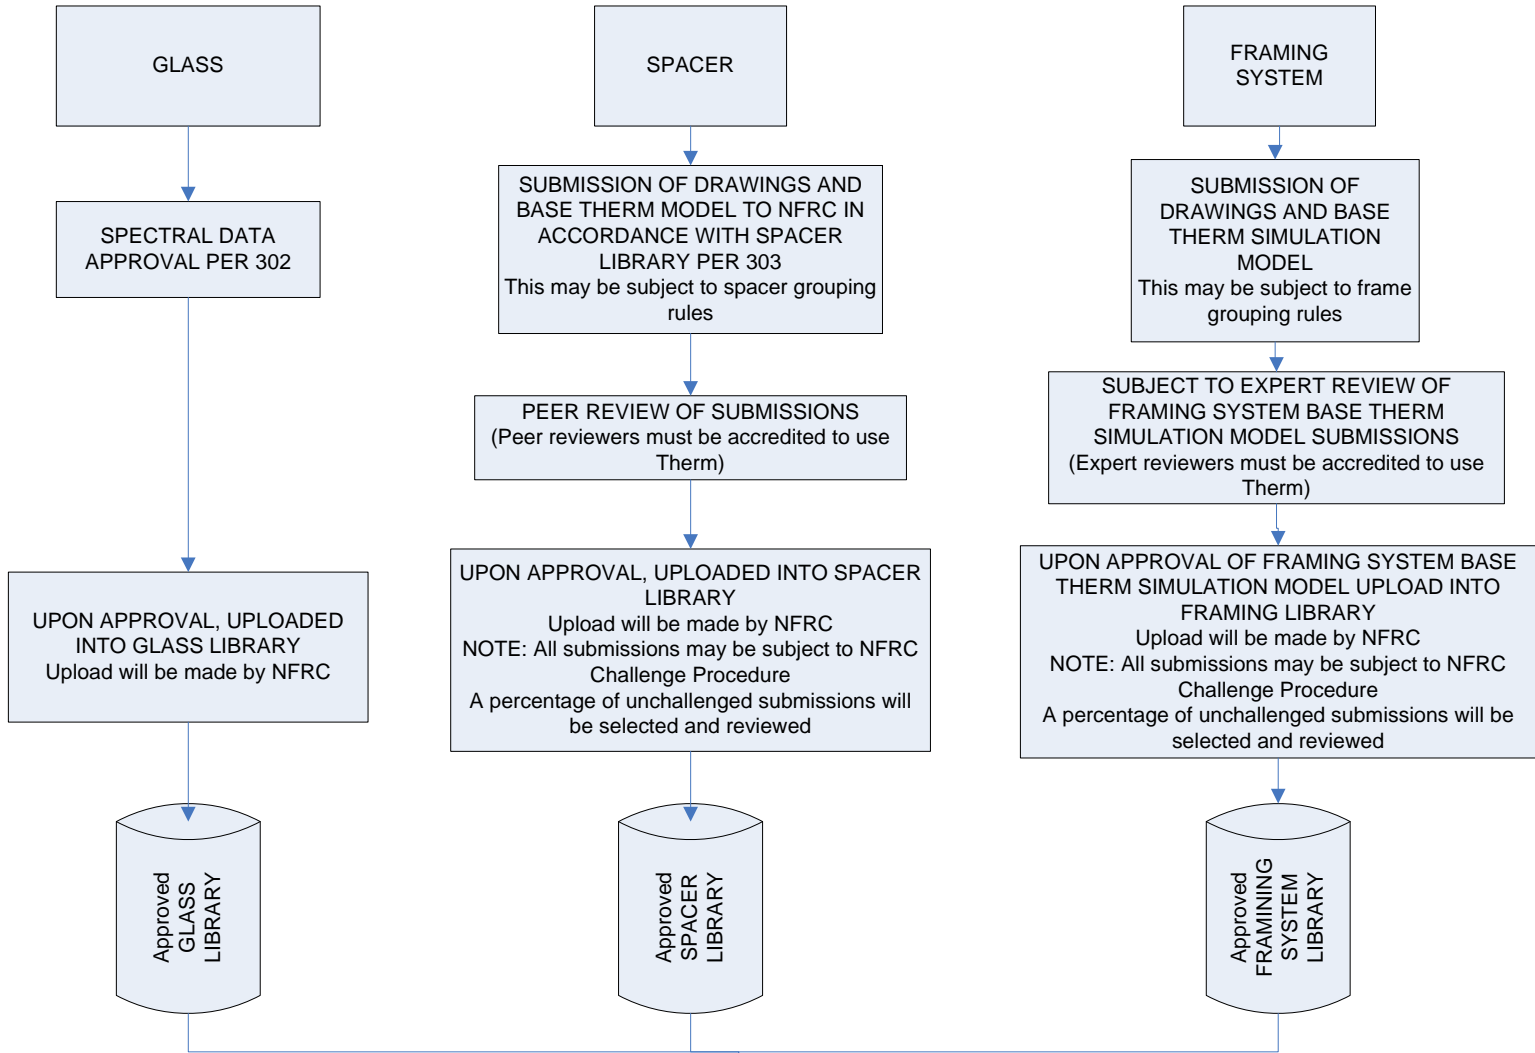 GLASS
SPACER
FRAMING
SYSTEM
SPECTRAL DATA
APPROVAL PER 302
SUBMISSION OF DRAWINGS AND
BASE THERM MODEL TO NFRC IN
ACCORDANCE WITH SPACER
LIBRARY PER 303
This may be subject to spacer grouping
rules
SUBMISSION OF
DRAWINGS AND BASE
THERM SIMULATION
MODEL
This may be subject to frame
grouping rules
PEER REVIEW OF SUBMISSIONS
(Peer reviewers must be accredited to use
Therm)
SUBJECT TO EXPERT REVIEW OF
FRAMING SYSTEM BASE THERM
SIMULATION MODEL SUBMISSIONS
(Expert reviewers must be accredited to use
Therm)
UPON APPROVAL, UPLOADED
INTO GLASS LIBRARY
Upload will be made by NFRC
UPON APPROVAL, UPLOADED INTO SPACER
LIBRARY
Upload will be made by NFRC
NOTE: All submissions may be subject to NFRC
Challenge Procedure
A percentage of unchallenged submissions will
be selected and reviewed
UPON APPROVAL OF FRAMING SYSTEM BASE
THERM SIMULATION MODEL UPLOAD INTO
FRAMING LIBRARY
Upload will be made by NFRC
NOTE: All submissions may be subject to NFRC
Challenge Procedure
A percentage of unchallenged submissions will be
selected and reviewed
Approved
GLASS
LIBRARY
Approved
SPACER
LIBRARY
Approved
FRAMINING
SYSTEM
LIBRARY